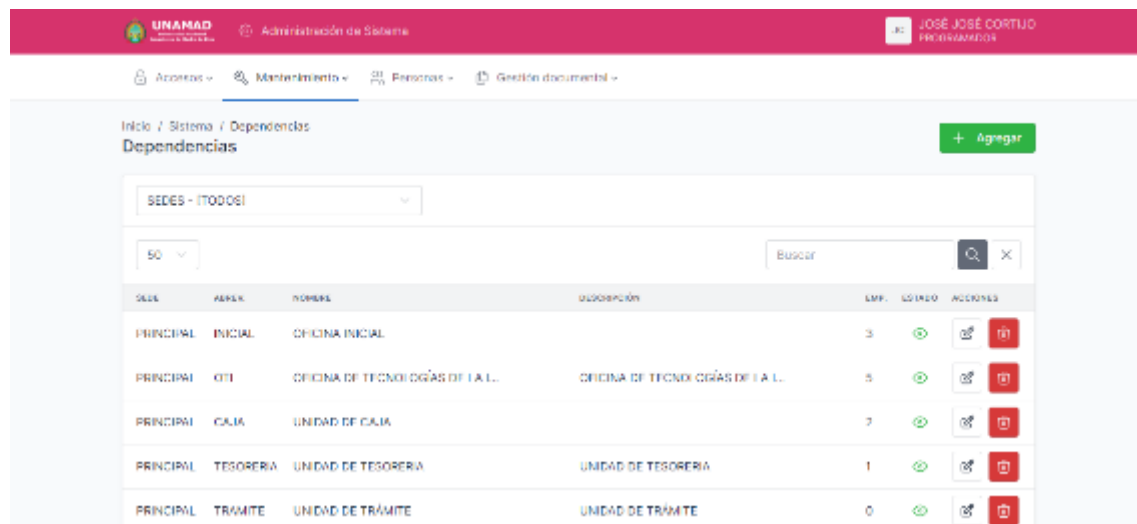 UNAMAD Administración de Sistema JC JOSÉ JOSÉ CORTIJO
PROGRAMADOR
Accesos Mantenimiento Personas Gestión documental
Inicio / Sistema / Dependencias
Dependencias
+ Agregar
SEDES - [TODOS]
50 Buscar
SEDE ABREV. NOMBRE DESCRIPCIÓN EMP. ESTADO ACCIONES
PRINCIPAL INICIAL OFICINA INICIAL 3
PRINCIPAL OTI OFICINA DE TECNOLOGÍAS DE LA I... OFICINA DE TECNOLOGÍAS DE LA I... 5
PRINCIPAL CAJA UNIDAD DE CAJA 2
PRINCIPAL TESORERIA UNIDAD DE TESORERIA UNIDAD DE TESORERIA 1
PRINCIPAL TRAMITE UNIDAD DE TRÁMITE UNIDAD DE TRÁMITE 0